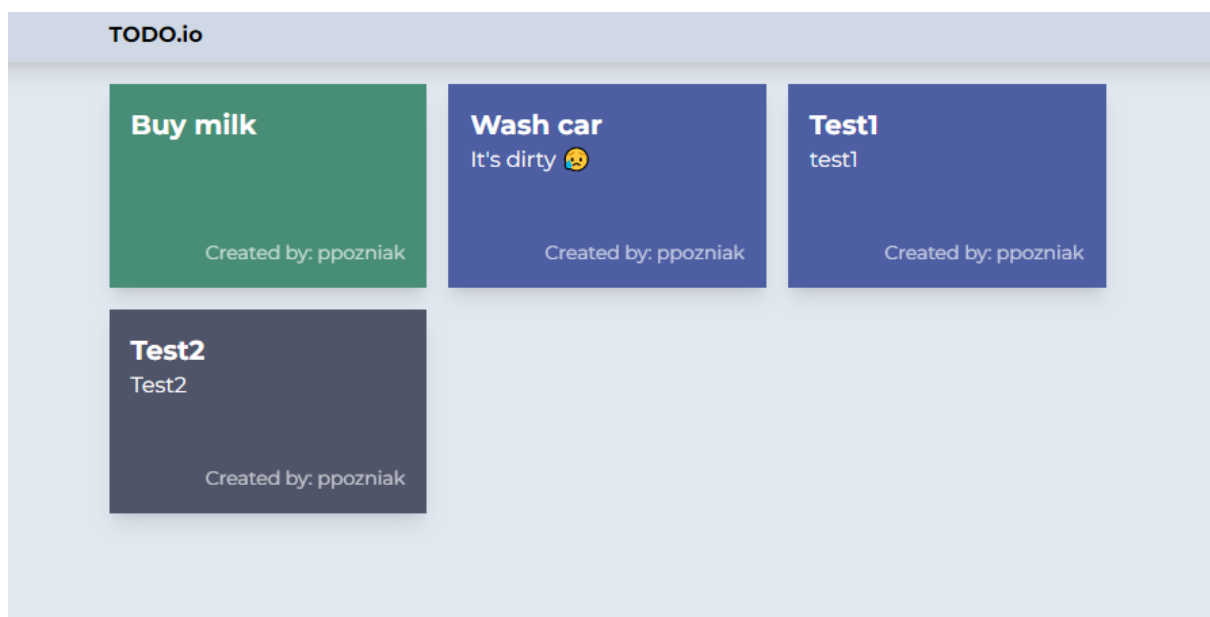 TODO.io
Buy milk
Created by: ppozniak
Wash car
It's dirty 😥
Created by: ppozniak
Test1
test1
Created by: ppozniak
Test2
Test2
Created by: ppozniak